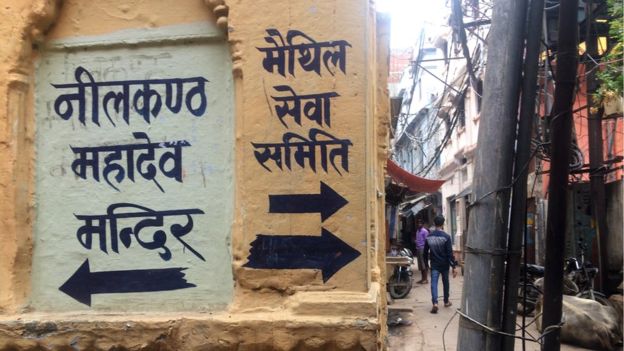 नीलकण्ठ
महादेव
मन्दिर
मैथिल
सेवा
समिति